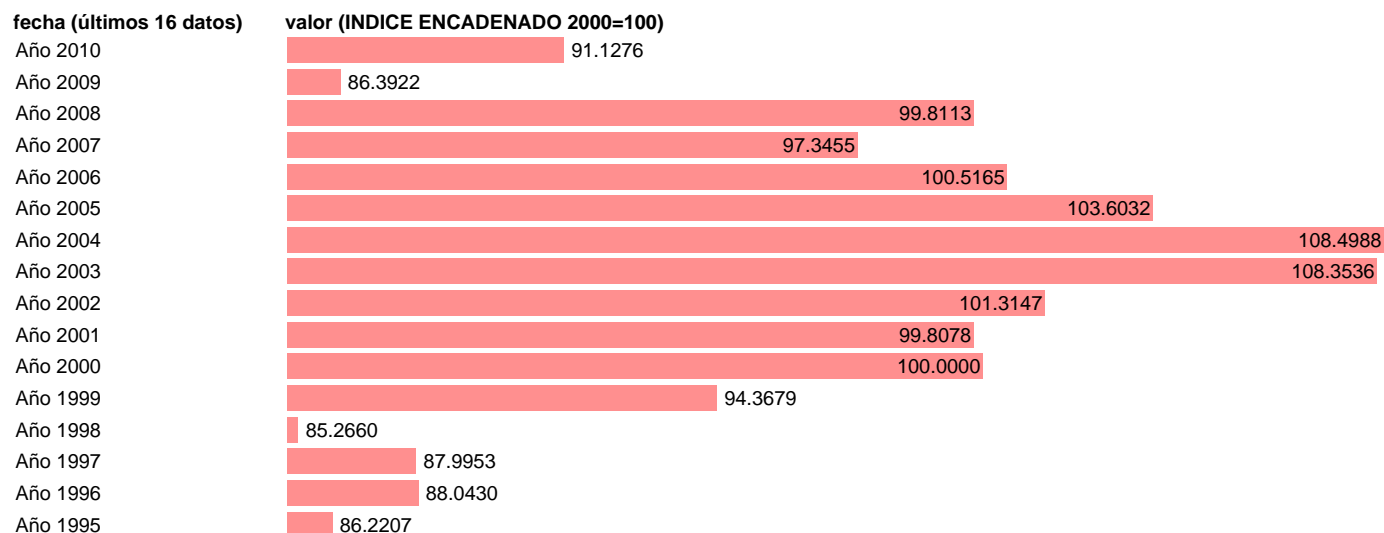 fecha (últimos 16 datos) valor (INDICE ENCADENADO 2000=100)
Año 2010 91.1276
Año 2009 86.3922
Año 2008 99.8113
Año 2007 97.3455
Año 2006 100.5165
Año 2005 103.6032
Año 2004 108.4988
Año 2003 108.3536
Año 2002 101.3147
Año 2001 99.8078
Año 2000 100.0000
Año 1999 94.3679
Año 1998 85.2660
Año 1997 87.9953
Año 1996 88.0430
Año 1995 86.2207